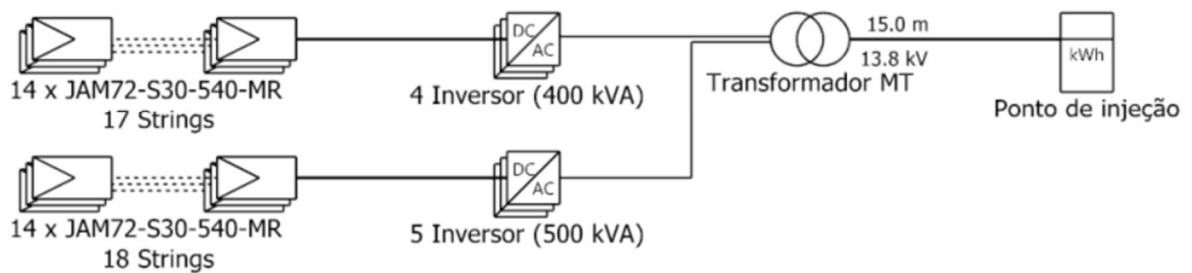 14 x JAM72-S30-540-MR
17 Strings
DC
AC
4 Inversor (400 kVA)
Transformador MT
15.0 m
13.8 kV
kWh
Ponto de injeção
14 x JAM72-S30-540-MR
18 Strings
DC
AC
5 Inversor (500 kVA)